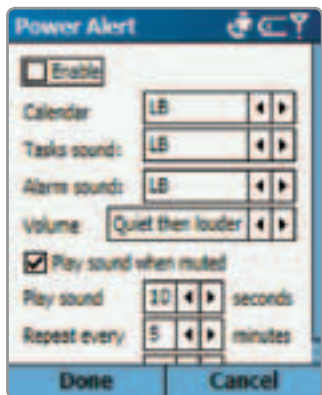 Power Alert
Enable
Calendar LB
Tasks sound: LB
Alarm sound: LB
Volume Quiet then louder
Play sound when muted
Play sound 10 seconds
Repeat every 5 minutes
Done Cancel